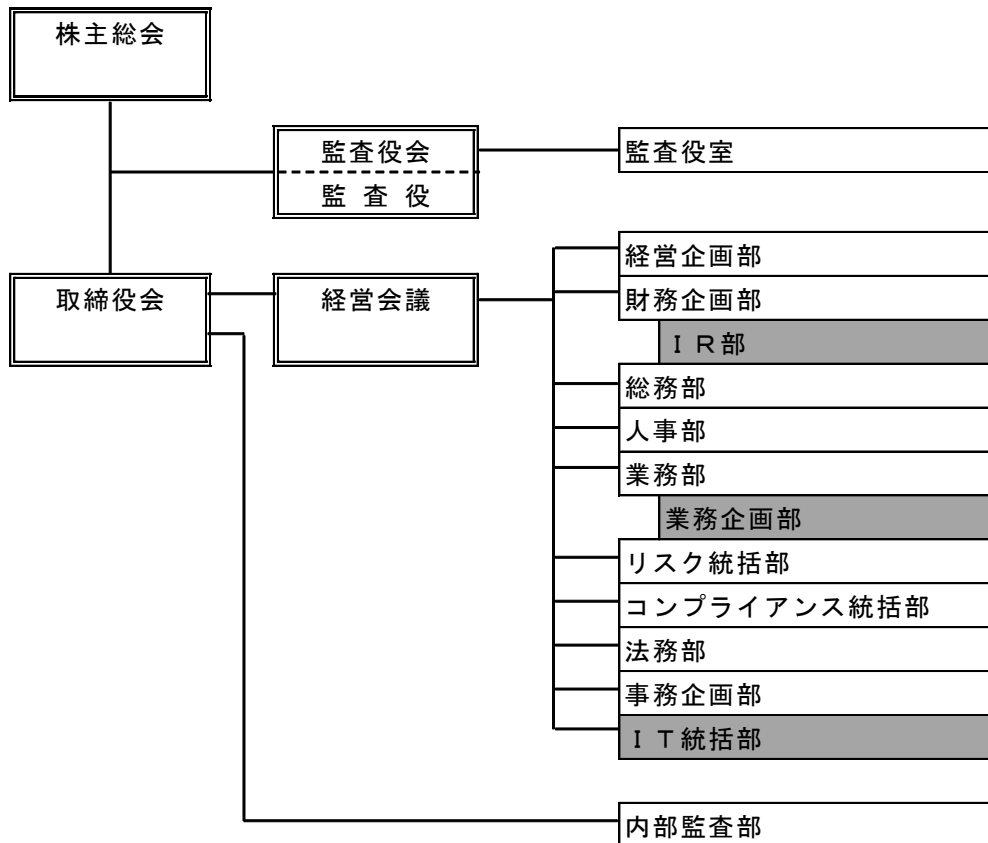 株主総会
監査役会
監 査 役
監査役室
取締役会
経営会議
経営企画部
財務企画部
ＩＲ部
総務部
人事部
業務部
業務企画部
リスク統括部
コンプライアンス統括部
法務部
事務企画部
ＩＴ統括部
内部監査部